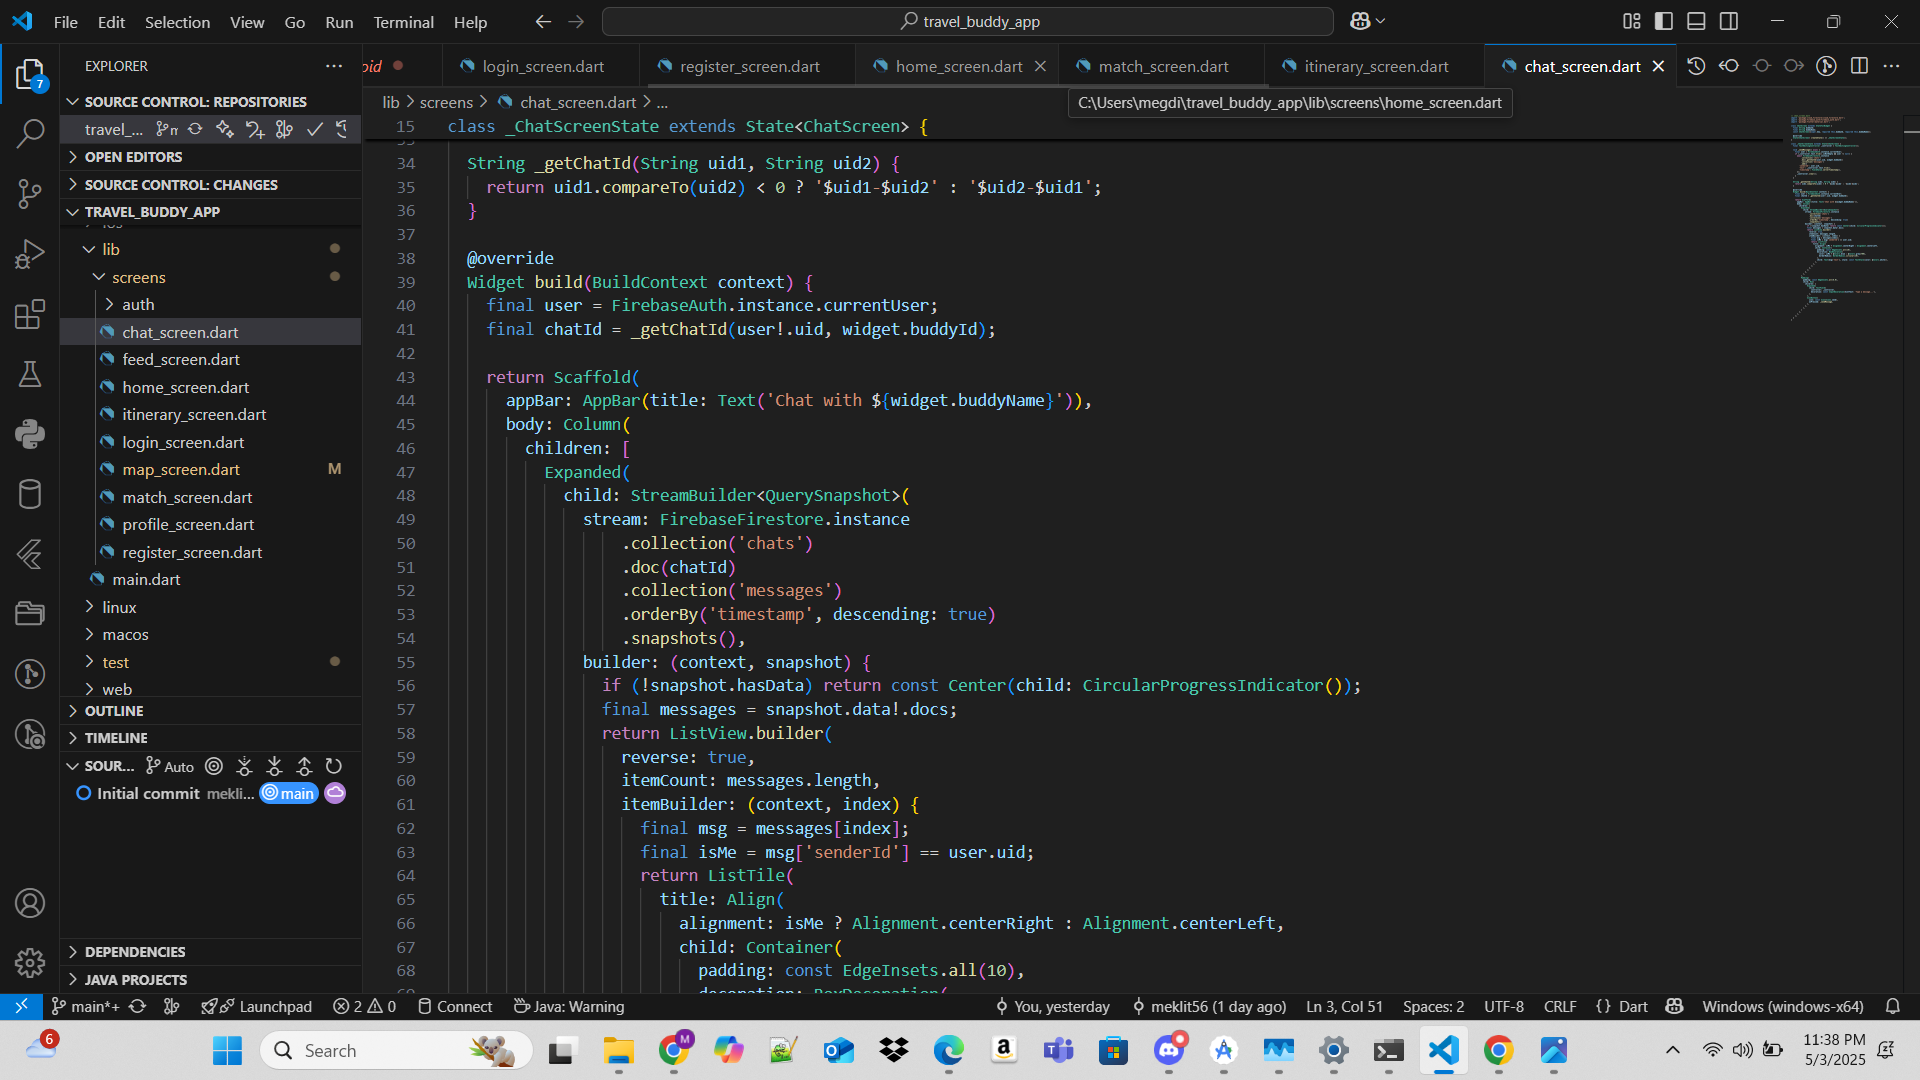 File Edit Selection View Go Run Terminal Help
travel_buddy_app
EXPLORER
oid
login_screen.dart
register_screen.dart
home_screen.dart
match_screen.dart
itinerary_screen.dart
chat_screen.dart
lib > screens > chat_screen.dart > ...
C:\Users\megdi\travel_buddy_app\lib\screens\home_screen.dart
7
SOURCE CONTROL: REPOSITORIES
travel_...
OPEN EDITORS
SOURCE CONTROL: CHANGES
TRAVEL_BUDDY_APP
lib
screens
auth
chat_screen.dart
feed_screen.dart
home_screen.dart
itinerary_screen.dart
login_screen.dart
map_screen.dart M
match_screen.dart
profile_screen.dart
register_screen.dart
main.dart
linux
macos
test
web
OUTLINE
TIMELINE
SOUR... Auto
Initial commit mekli... main
DEPENDENCIES
JAVA PROJECTS
15 class _ChatScreenState extends State<ChatScreen> {
34 String _getChatId(String uid1, String uid2) {
35 return uid1.compareTo(uid2) < 0 ? '$uid1-$uid2' : '$uid2-$uid1';
36 }
37
38 @override
39 Widget build(BuildContext context) {
40 final user = FirebaseAuth.instance.currentUser;
41 final chatId = _getChatId(user!.uid, widget.buddyId);
42
43 return Scaffold(
44 appBar: AppBar(title: Text('Chat with ${widget.buddyName}')),
45 body: Column(
46 children: [
47 Expanded(
48 child: StreamBuilder<QuerySnapshot>(
49 stream: FirebaseFirestore.instance
50 .collection('chats')
51 .doc(chatId)
52 .collection('messages')
53 .orderBy('timestamp', descending: true)
54 .snapshots(),
55 builder: (context, snapshot) {
56 if (!snapshot.hasData) return const Center(child: CircularProgressIndicator());
57 final messages = snapshot.data!.docs;
58 return ListView.builder(
59 reverse: true,
60 itemCount: messages.length,
61 itemBuilder: (context, index) {
62 final msg = messages[index];
63 final isMe = msg['senderId'] == user.uid;
64 return ListTile(
65 title: Align(
66 alignment: isMe ? Alignment.centerRight : Alignment.centerLeft,
67 child: Container(
68 padding: const EdgeInsets.all(10),
main*+ Launchpad 2 0 Connect Java: Warning You, yesterday meklit56 (1 day ago) Ln 3, Col 51 Spaces: 2 UTF-8 CRLF {} Dart Windows (windows-x64)
6
Search
M
11:38 PM
5/3/2025